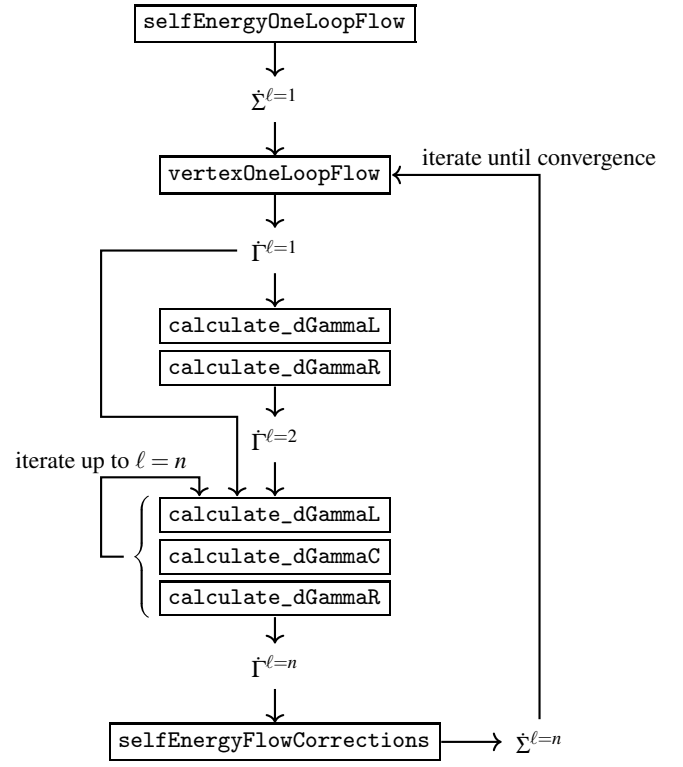 selfEnergyOneLoopFlow
Σ̇^{ℓ=1}
iterate until convergence
vertexOneLoopFlow
Γ̇^{ℓ=1}
calculate_dGammaL
calculate_dGammaR
Γ̇^{ℓ=2}
iterate up to ℓ = n
calculate_dGammaL
calculate_dGammaC
calculate_dGammaR
Γ̇^{ℓ=n}
selfEnergyFlowCorrections
Σ̇^{ℓ=n}